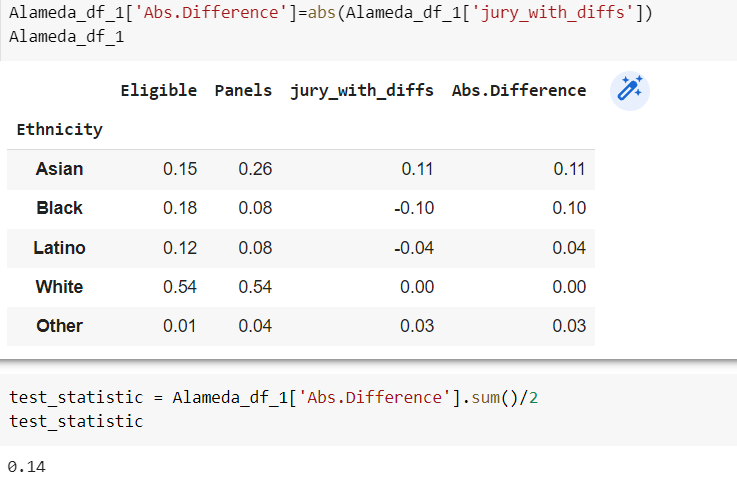 Alameda_df_1['Abs.Difference']=abs(Alameda_df_1['jury_with_diffs'])
Alameda_df_1
Eligible Panels jury_with_diffs Abs.Difference
Ethnicity
Asian 0.15 0.26 0.11 0.11
Black 0.18 0.08 -0.10 0.10
Latino 0.12 0.08 -0.04 0.04
White 0.54 0.54 0.00 0.00
Other 0.01 0.04 0.03 0.03
test_statistic = Alameda_df_1['Abs.Difference'].sum()/2
test_statistic
0.14